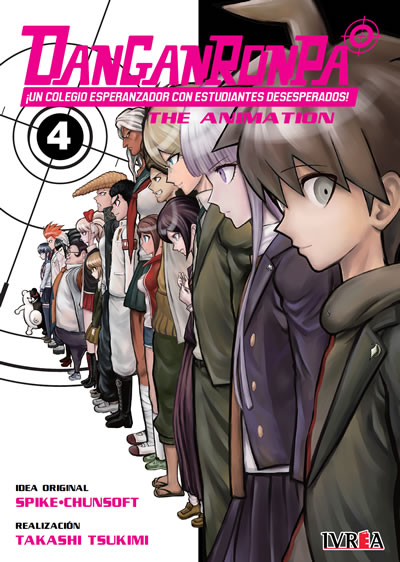 DANGANRONPA
¡UN COLEGIO ESPERANZADOR CON ESTUDIANTES DESESPERADOS!
THE ANIMATION
4
IDEA ORIGINAL
SPIKE•CHUNSOFT
REALIZACIÓN
TAKASHI TSUKIMI
IVREA